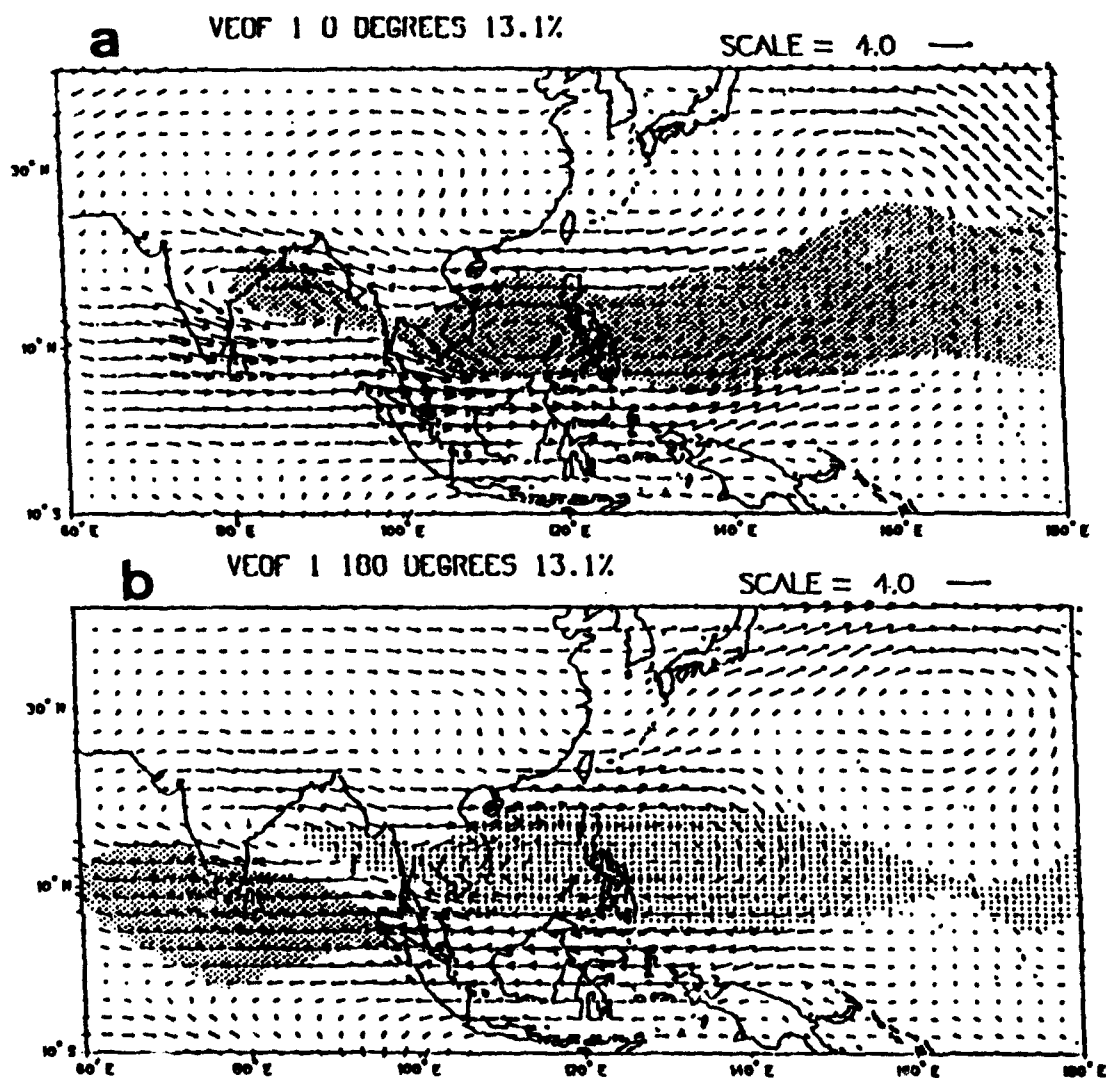 a
VEOF 1 0 DEGREES 13.1%
SCALE = 4.0
30° N
10° N
10° S
60° E 80° E 100° E 120° E 140° E 160° E 180° E
b
VEOF 1 180 DEGREES 13.1%
SCALE = 4.0
30° N
10° N
10° S
60° E 80° E 100° E 120° E 140° E 160° E 180° E